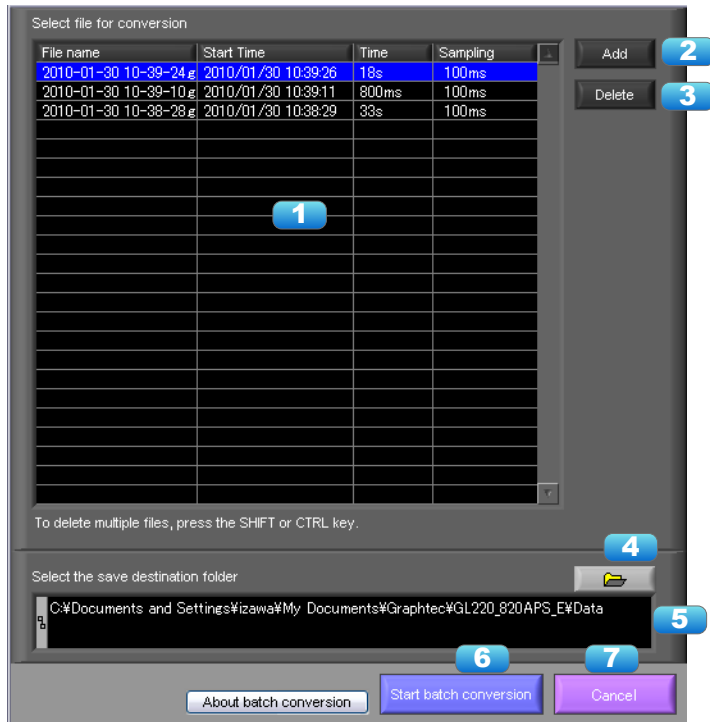 Select file for conversion
File name Start Time Time Sampling
Add 2
2010-01-30 10-39-24g 2010/01/30 10:39:26 18s 100ms
2010-01-30 10-39-10g 2010/01/30 10:39:11 800ms 100ms
Delete 3
2010-01-30 10-38-28g 2010/01/30 10:38:29 33s 100ms
1
To delete multiple files, press the SHIFT or CTRL key.
4
Select the save destination folder
C:¥Documents and Settings¥izawa¥My Documents¥Graphtec¥GL220_820APS_E¥Data
5
6 7
About batch conversion Start batch conversion Cancel